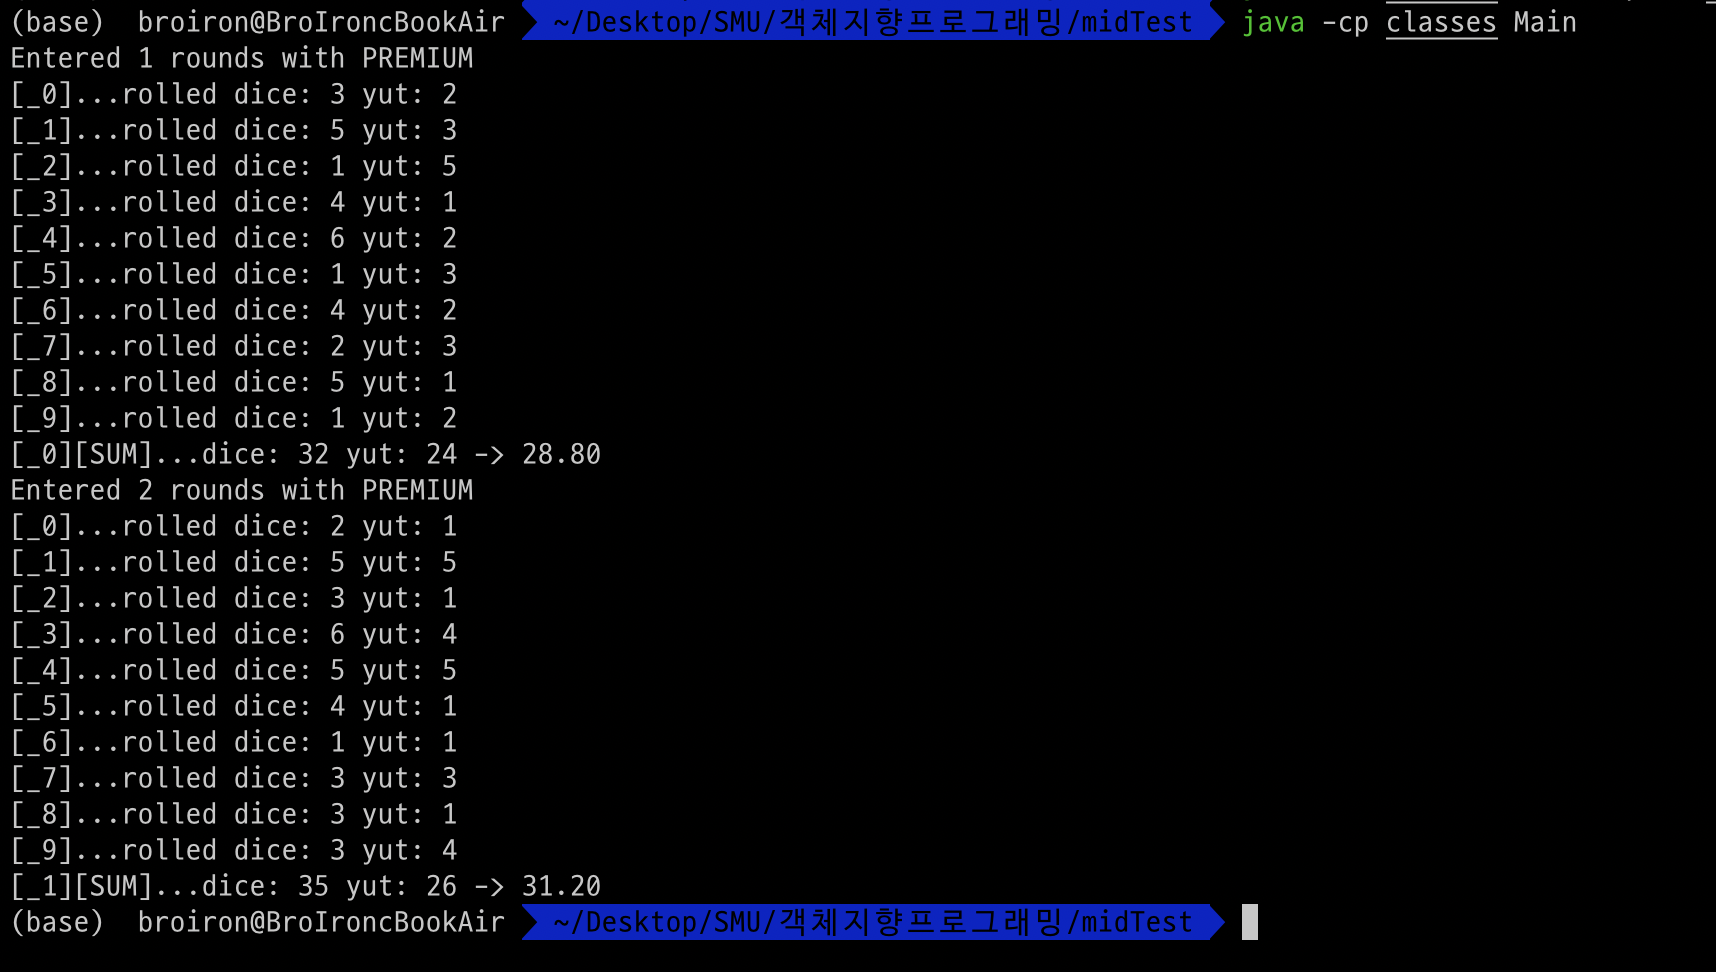 (base)  broiron@BroIroncBookAir  ~/Desktop/SMU/객체지향프로그래밍/midTest  java -cp classes Main
Entered 1 rounds with PREMIUM
[_0]...rolled dice: 3 yut: 2
[_1]...rolled dice: 5 yut: 3
[_2]...rolled dice: 1 yut: 5
[_3]...rolled dice: 4 yut: 1
[_4]...rolled dice: 6 yut: 2
[_5]...rolled dice: 1 yut: 3
[_6]...rolled dice: 4 yut: 2
[_7]...rolled dice: 2 yut: 3
[_8]...rolled dice: 5 yut: 1
[_9]...rolled dice: 1 yut: 2
[_0][SUM]...dice: 32 yut: 24 -> 28.80
Entered 2 rounds with PREMIUM
[_0]...rolled dice: 2 yut: 1
[_1]...rolled dice: 5 yut: 5
[_2]...rolled dice: 3 yut: 1
[_3]...rolled dice: 6 yut: 4
[_4]...rolled dice: 5 yut: 5
[_5]...rolled dice: 4 yut: 1
[_6]...rolled dice: 1 yut: 1
[_7]...rolled dice: 3 yut: 3
[_8]...rolled dice: 3 yut: 1
[_9]...rolled dice: 3 yut: 4
[_1][SUM]...dice: 35 yut: 26 -> 31.20
(base)  broiron@BroIroncBookAir  ~/Desktop/SMU/객체지향프로그래밍/midTest